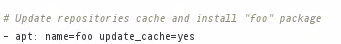 # Update repositories cache and install "foo" package
- apt: name=foo update_cache=yes